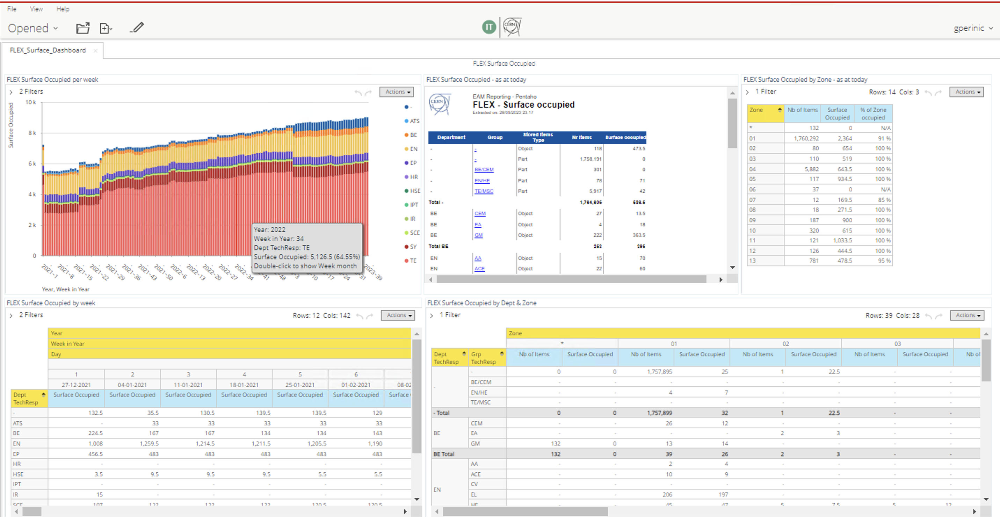 File View Help
Opened
IT CERN
gperinic
FLEX_Surface_Dashboard ×
FLEX Surface Occupied
FLEX Surface Occupied per week
2 Filters Actions
Surface Occupied
10 k
8 k
6 k
4 k
2 k
0
2021-1 2021-8 2021-15 2021-22 2021-29 2021-36 2021-43 2021-50 2022-6 2022-13 2022-20 2022-27 2022-34 -41 -48 -3 -10 -17 -24 -31 2023-39
Year, Week in Year
-
ATS
BE
EN
EP
HR
HSE
IPT
IR
SCE
SY
TE
Year: 2022
Week in Year: 34
Dept TechResp: TE
Surface Occupied: 5,126.5 (64.55%)
Double-click to show Week month
FLEX Surface Occupied - as at today
CERN
EAM Reporting - Pentaho
FLEX - Surface occupied
Extracted on: 26/09/2023 23:17
Department Group Stored Items Type Nr Items Surface occupied
- - Object 118 473.5
- - Part 1,758,191 0
- BE/CEM Part 301 0
- EN/HE Part 78 71
- TE/MSC Part 5,917 42
Total - 1,764,605 586.5
BE CEM Object 27 13.5
BE EA Object 4 18
BE GM Object 222 363.5
Total BE 253 395
EN AA Object 15 70
EN ACE Object 22 60
FLEX Surface Occupied by Zone - as at today
1 Filter Rows: 14 Cols: 3 Actions
Zone Nb of Items Surface Occupied % of Zone occupied
* 132 0 N/A
01 1,760,292 2,364 91 %
02 80 654 100 %
03 110 519 100 %
04 5,882 643.5 100 %
05 117 934.5 100 %
06 37 0 N/A
07 12 169.5 85 %
08 18 271.5 100 %
09 187 900 100 %
10 320 615 100 %
11 121 1,033.5 100 %
12 126 444.5 100 %
13 781 478.5 95 %
FLEX Surface Occupied by week
2 Filters Rows: 12 Cols: 142 Actions
Year
Week in Year
Day
1 2 3 4 5 6
27-12-2021 04-01-2021 11-01-2021 18-01-2021 25-01-2021 01-02-2021 08-02
Dept TechResp Surface Occupied Surface Occupied Surface Occupied Surface Occupied Surface Occupied Surface Occupied Surface
- 132.5 35.5 130.5 139.5 139.5 129
ATS - 33 33 33 33 33
BE 224.5 167 167 134 134 143
EN 1,008 1,259.5 1,214.5 1,211.5 1,205.5 1,190
EP 456.5 483 483 483 483 483
HR - - - - - -
HSE 3.5 9.5 9.5 9.5 5.5 5.5
IPT - - - - - -
IR 15 - - - - -
SCE 107 122 122 122 120.5 120.5
FLEX Surface Occupied by Dept & Zone
1 Filter Rows: 39 Cols: 28 Actions
Zone
* 01 02 03
Dept TechResp Grp TechResp Nb of Items Surface Occupied Nb of Items Surface Occupied Nb of Items Surface Occupied Nb of Items Surface Occupied Nb of
- - 0 0 1,757,895 25 1 22.5 - -
BE/CEM - - - - - - - -
EN/HE - - 4 7 - - - -
TE/MSC - - - - - - - -
- Total 0 0 1,757,899 32 1 22.5 - -
BE CEM - - 26 12 - - - -
EA - - - - 2 3 - -
GM 132 0 13 14 - - - -
BE Total 132 0 39 26 2 3 - -
EN AA - - 2 4 - - - -
ACE - - 10 9 - - - -
CV - - - - - - - -
EL - - 206 197 - - - -
HE - - 45 47 5 7.5 5 12